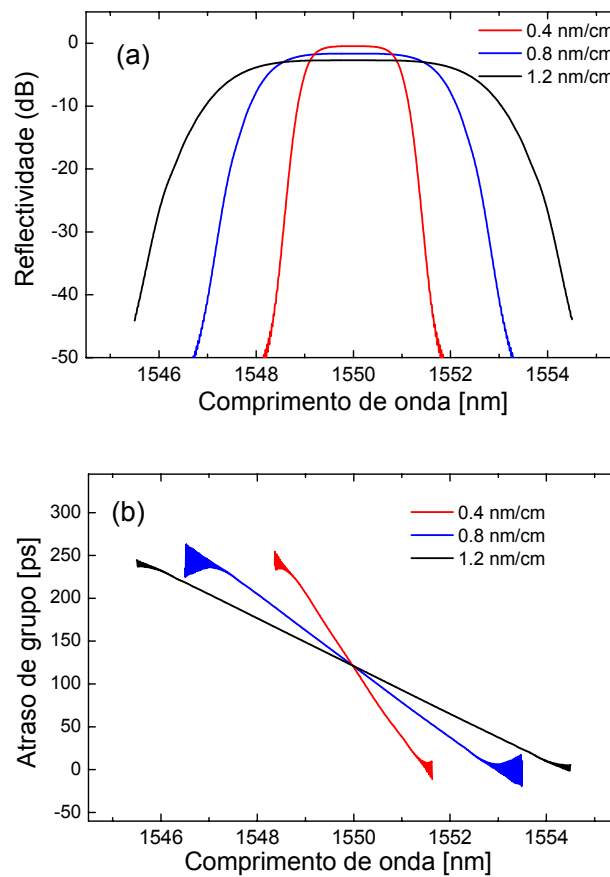 (a)
0.4 nm/cm
0.8 nm/cm
1.2 nm/cm
Reflectividade (dB)
0
-10
-20
-30
-40
-50
1546 1548 1550 1552 1554
Comprimento de onda [nm]
(b)
0.4 nm/cm
0.8 nm/cm
1.2 nm/cm
Atraso de grupo [ps]
300
250
200
150
100
50
0
-50
1546 1548 1550 1552 1554
Comprimento de onda [nm]